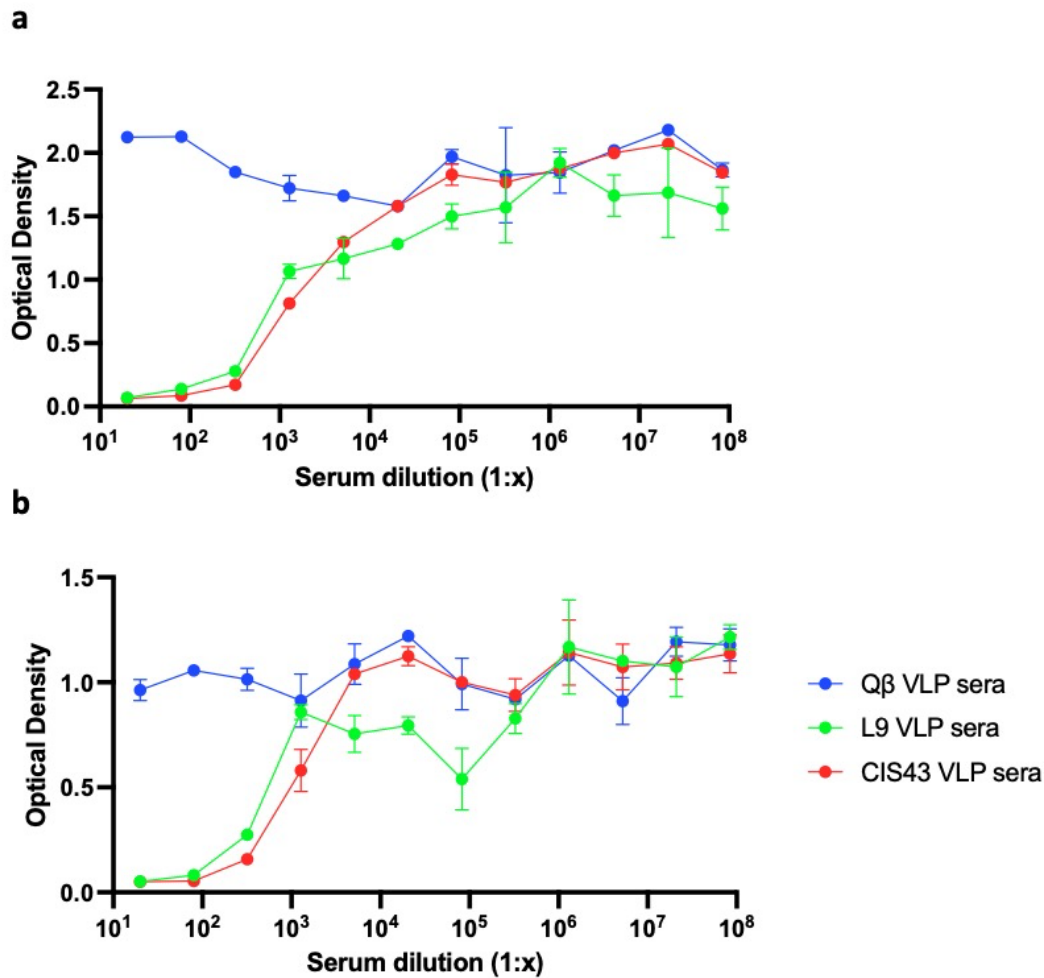 a
2.5
2.0
1.5
1.0
0.5
0.0
Optical Density
10¹ 10² 10³ 10⁴ 10⁵ 10⁶ 10⁷ 10⁸
Serum dilution (1:x)
b
1.5
1.0
0.5
0.0
Optical Density
10¹ 10² 10³ 10⁴ 10⁵ 10⁶ 10⁷ 10⁸
Serum dilution (1:x)
Qβ VLP sera
L9 VLP sera
CIS43 VLP sera